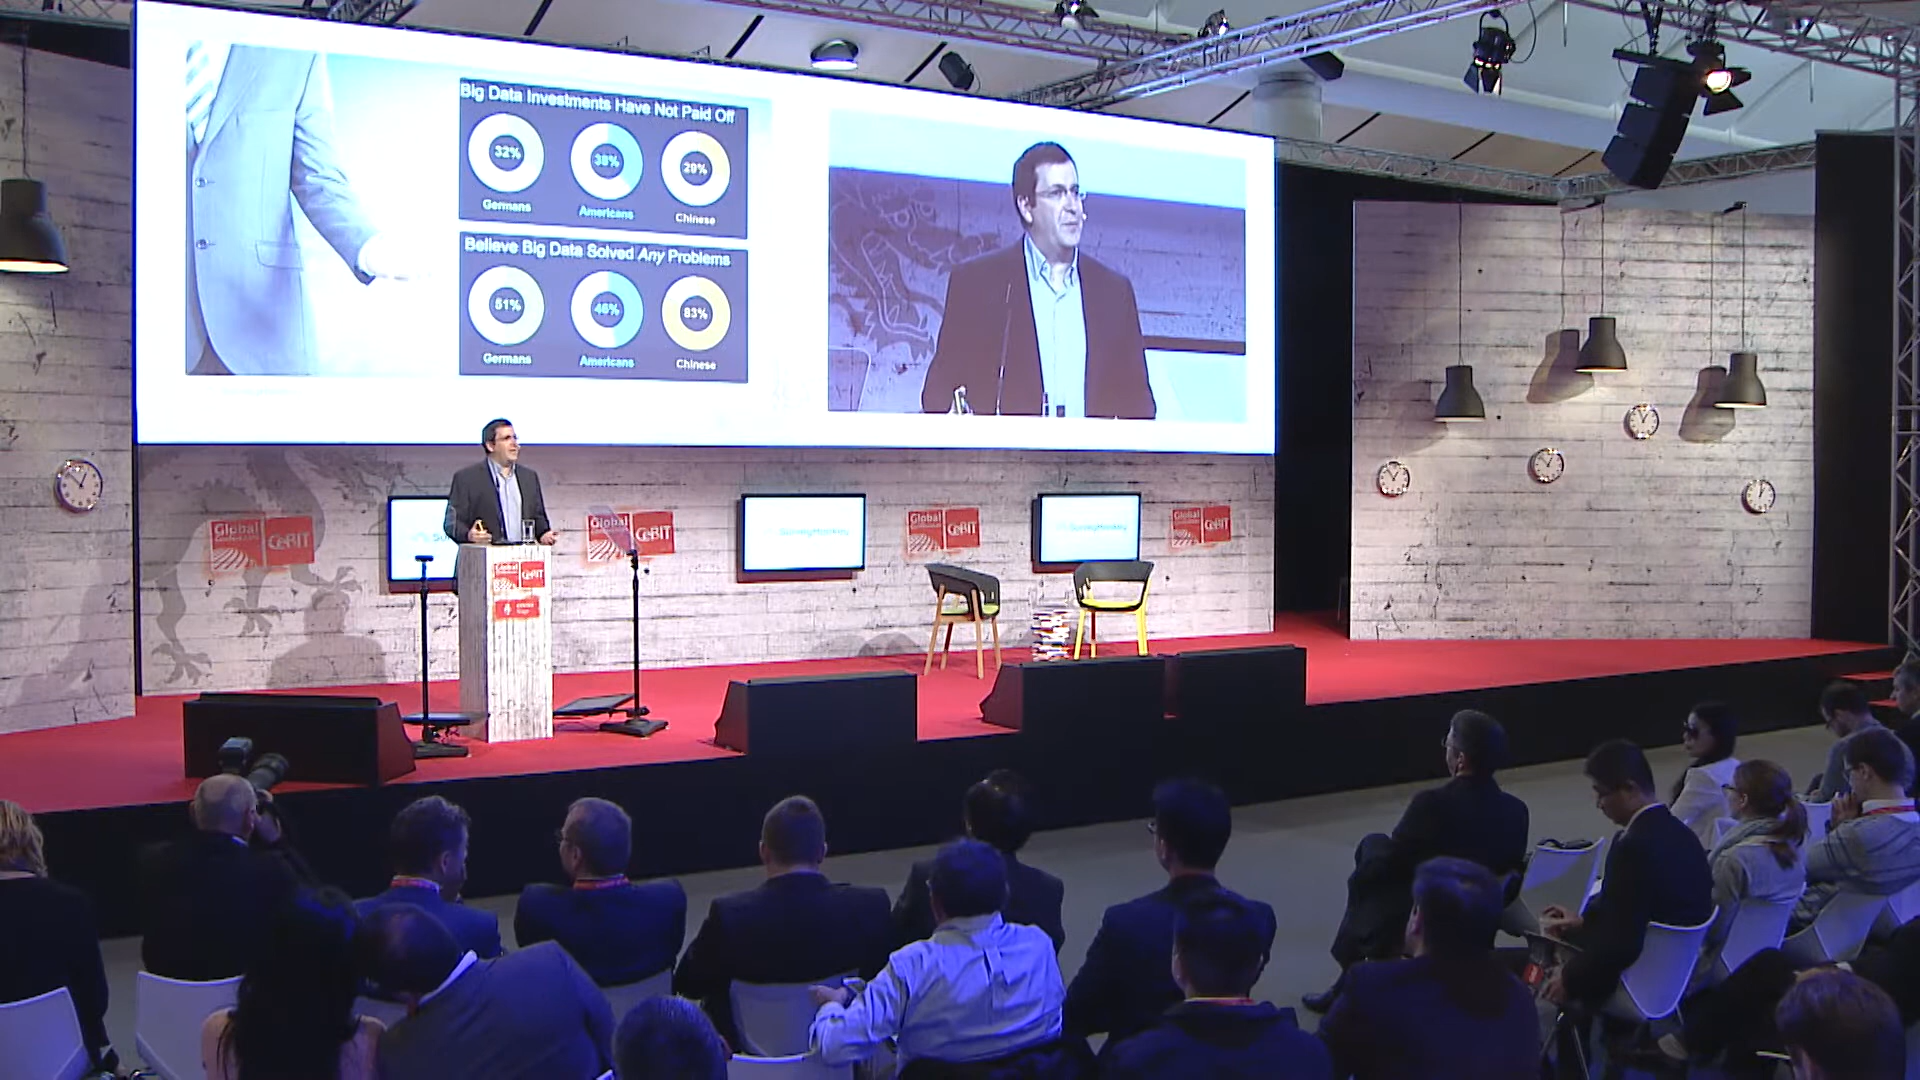 Big Data Investments Have Not Paid Off
32%
38%
20%
Germans
Americans
Chinese
Believe Big Data Solved Any Problems
51%
46%
83%
Germans
Americans
Chinese
Global
CeBIT
Global
CeBIT
SurveyMonkey
Global
CeBIT
SurveyMonkey
Global
CeBIT
Global
CeBIT